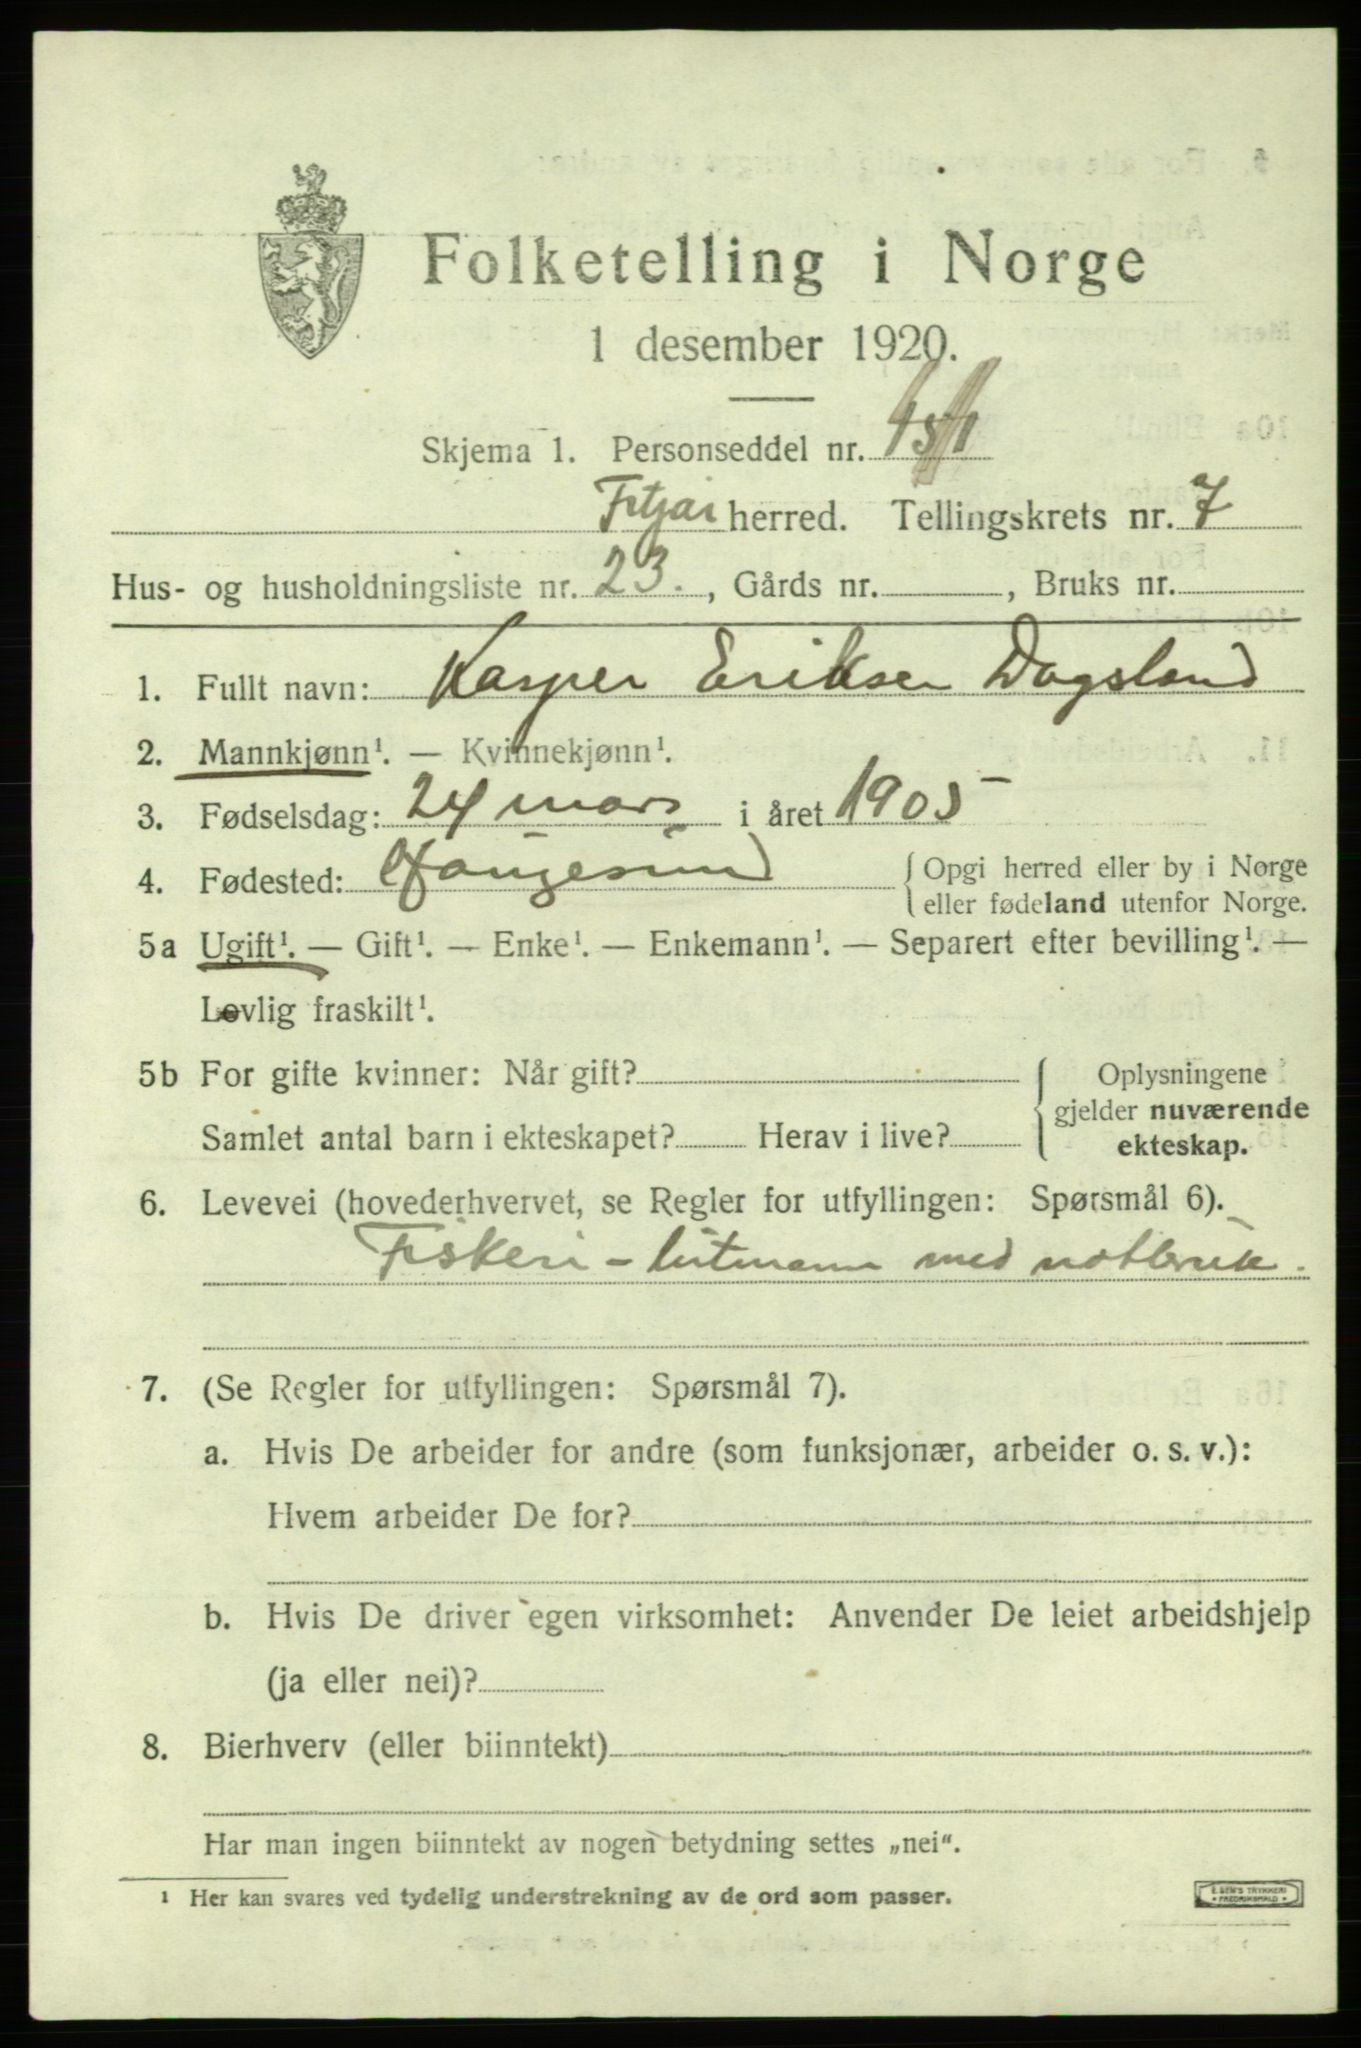 Folketelling i Norge
1 desember 1920.
Skjema 1. Personseddel nr. 151
Fitjar herred. Tellingskrets nr. 7
Hus- og husholdningsliste nr. 23. , Gårds nr. , Bruks nr.
1. Fullt navn: Kasper Eriksen Dagsland
2. Mannkjønn¹. — Kvinnekjønn¹.
3. Fødselsdag: 24 mars i året 1905
4. Fødested: Haugesund { Opgi herred eller by i Norge
eller fødeland utenfor Norge.
5a Ugift¹. — Gift¹. — Enke¹. — Enkemann¹. — Separert efter bevilling¹. —
Lovlig fraskilt¹.
5b For gifte kvinner: Når gift? { Oplysningene
gjelder nuværende
Samlet antal barn i ekteskapet? Herav i live? ekteskap.
6. Levevei (hovederhvervet, se Regler for utfyllingen: Spørsmål 6).
Fiskeri - lutmann med notbruk.
7. (Se Regler for utfyllingen: Spørsmål 7).
a. Hvis De arbeider for andre (som funksjonær, arbeider o. s. v.):
Hvem arbeider De for?
b. Hvis De driver egen virksomhet: Anvender De leiet arbeidshjelp
(ja eller nei)?
8. Bierhverv (eller biinntekt)
Har man ingen biinntekt av nogen betydning settes „nei“.
¹ Her kan svares ved tydelig understrekning av de ord som passer.
E. SEM'S TRYKKERI
FREDRIKSHALD